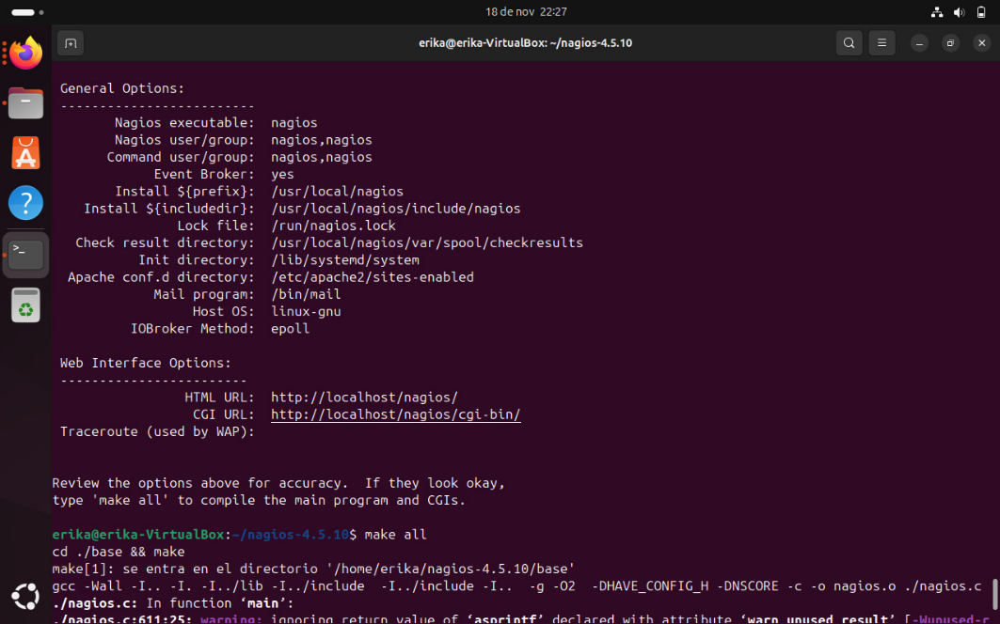 18 de nov 22:27
erika@erika-VirtualBox: ~/nagios-4.5.10
General Options:
-------------------------
Nagios executable: nagios
Nagios user/group: nagios,nagios
Command user/group: nagios,nagios
Event Broker: yes
Install ${prefix}: /usr/local/nagios
Install ${includedir}: /usr/local/nagios/include/nagios
Lock file: /run/nagios.lock
Check result directory: /usr/local/nagios/var/spool/checkresults
Init directory: /lib/systemd/system
Apache conf.d directory: /etc/apache2/sites-enabled
Mail program: /bin/mail
Host OS: linux-gnu
IOBroker Method: epoll
Web Interface Options:
------------------------
HTML URL: http://localhost/nagios/
CGI URL: http://localhost/nagios/cgi-bin/
Traceroute (used by WAP):
Review the options above for accuracy. If they look okay,
type 'make all' to compile the main program and CGIs.
erika@erika-VirtualBox:~/nagios-4.5.10$ make all
cd ./base && make
make[1]: se entra en el directorio '/home/erika/nagios-4.5.10/base'
gcc -Wall -I.. -I. -I../lib -I../include -I../include -I.. -g -O2 -DHAVE_CONFIG_H -DNSCORE -c -o nagios.o ./nagios.c
./nagios.c: In function ‘main’:
./nagios.c:611:25: warning: ignoring return value of ‘asprintf’ declared with attribute ‘warn_unused_result’ [-Wunused-r